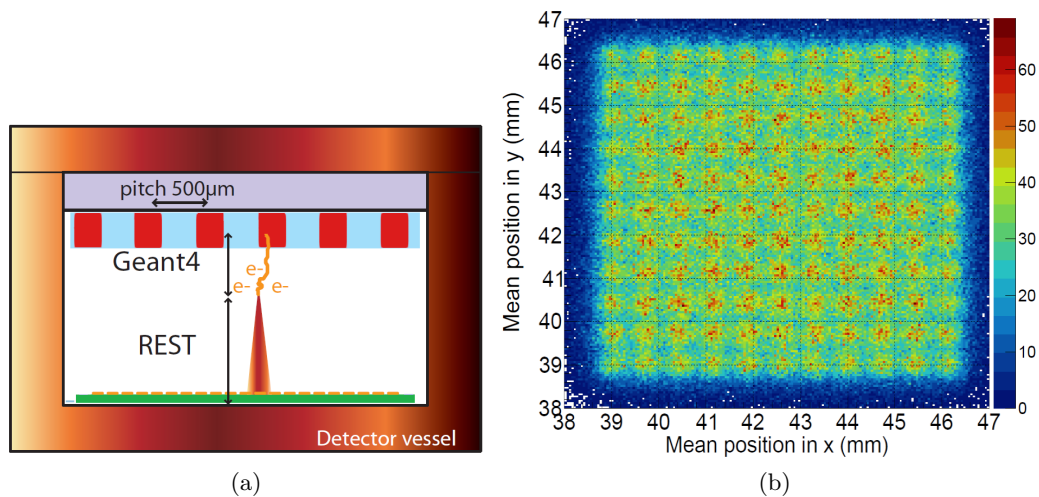 pitch 500μm
Geant4
e-
e-
e-
REST
Detector vessel
(a)
47
46
45
44
43
42
41
40
39
38
Mean position in y (mm)
38 39 40 41 42 43 44 45 46 47
Mean position in x (mm)
60
50
40
30
20
10
0
(b)